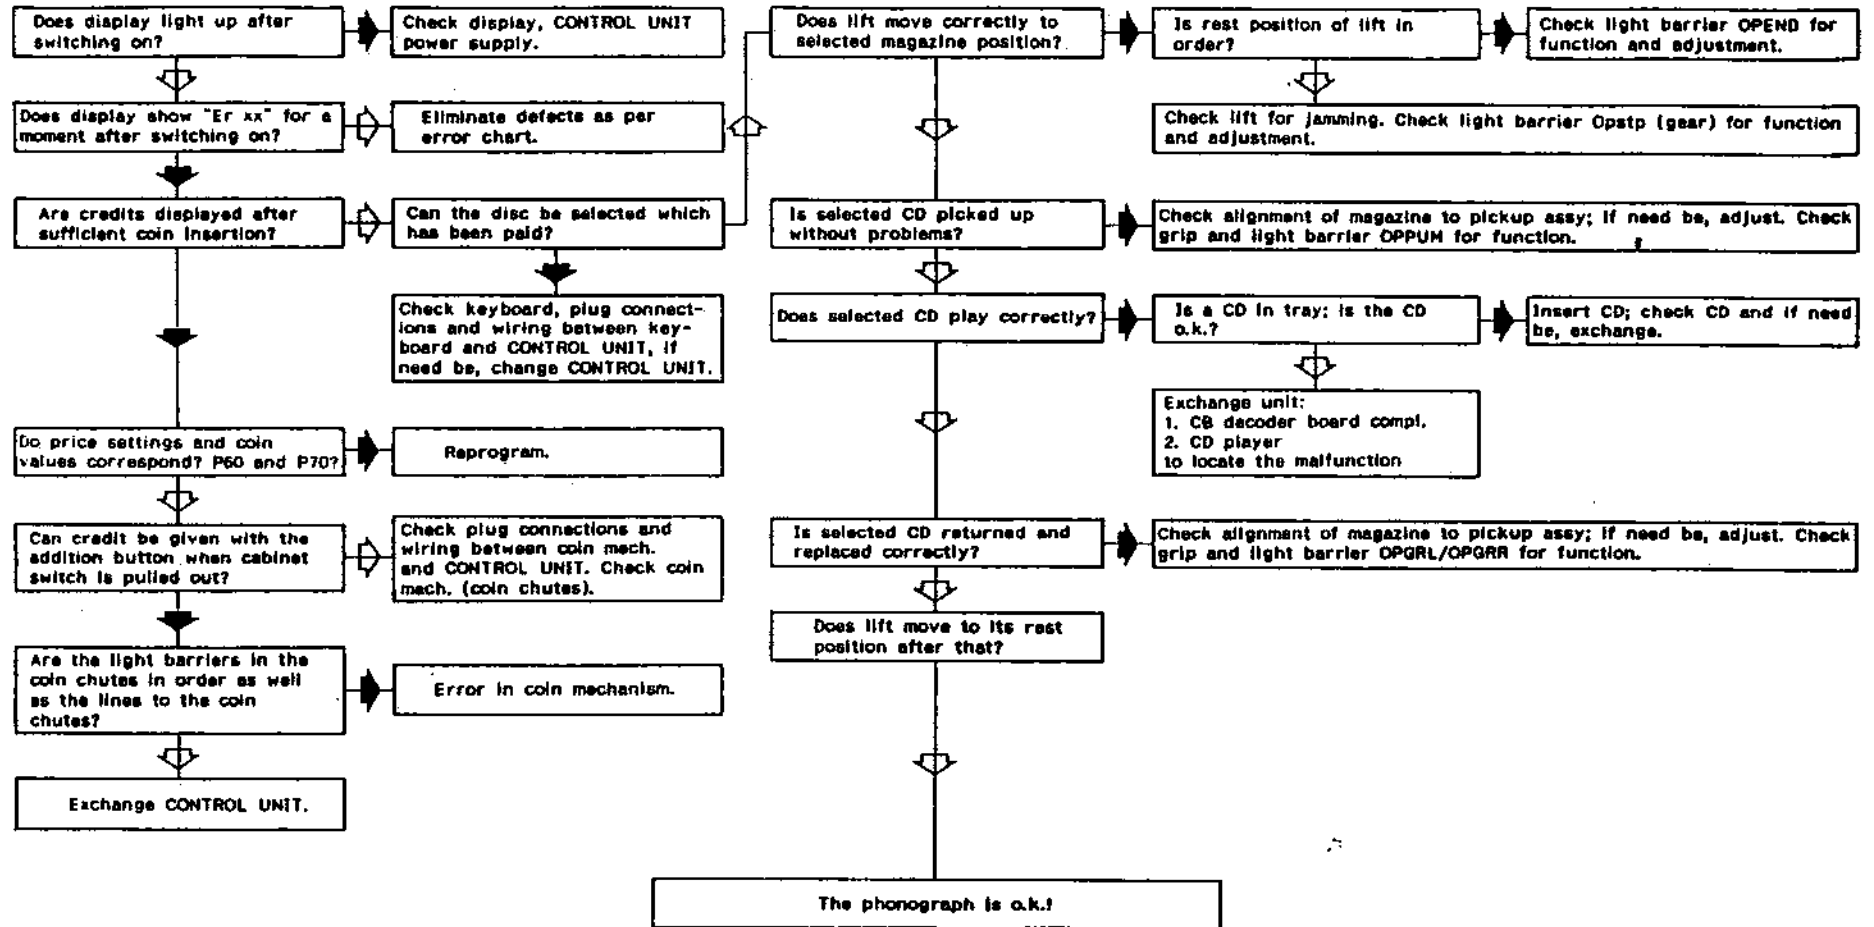 Does display light up after
switching on?
Check display, CONTROL UNIT
power supply.
Does display show "Er xx" for a
moment after switching on?
Eliminate defects as per
error chart.
Are credits displayed after
sufficient coin insertion?
Can the disc be selected which
has been paid?
Check keyboard, plug connect-
ions and wiring between key-
board and CONTROL UNIT, if
need be, change CONTROL UNIT.
Do price settings and coin
values correspond? P60 and P70?
Reprogram.
Can credit be given with the
addition button when cabinet
switch is pulled out?
Check plug connections and
wiring between coin mech.
and CONTROL UNIT. Check coin
mech. (coin chutes).
Are the light barriers in the
coin chutes in order as well
as the lines to the coin
chutes?
Error in coin mechanism.
Exchange CONTROL UNIT.
Does lift move correctly to
selected magazine position?
Is rest position of lift in
order?
Check light barrier OPEND for
function and adjustment.
Check lift for jamming. Check light barrier Opstp (gear) for function
and adjustment.
Is selected CD picked up
without problems?
Check alignment of magazine to pickup assy; if need be, adjust. Check
grip and light barrier OPPUM for function.
Does selected CD play correctly?
Is a CD in tray; is the CD
o.k.?
Insert CD; check CD and if need
be, exchange.
Exchange unit:
1. CB decoder board compl.
2. CD player
to locate the malfunction
Is selected CD returned and
replaced correctly?
Check alignment of magazine to pickup assy; if need be, adjust. Check
grip and light barrier OPGRL/OPGRR for function.
Does lift move to its rest
position after that?
The phonograph is o.k.!